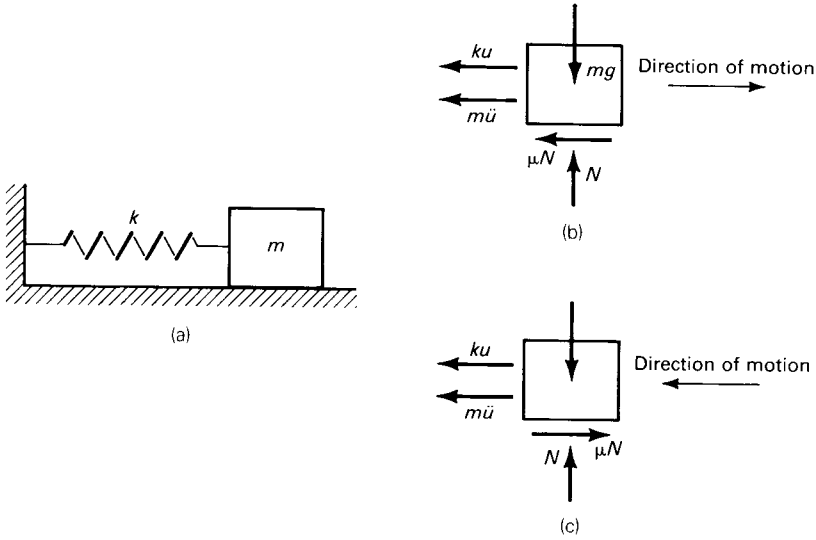 k
m
(a)
ku
mü
mg
Direction of motion
μN
N
(b)
ku
mü
Direction of motion
N
μN
(c)